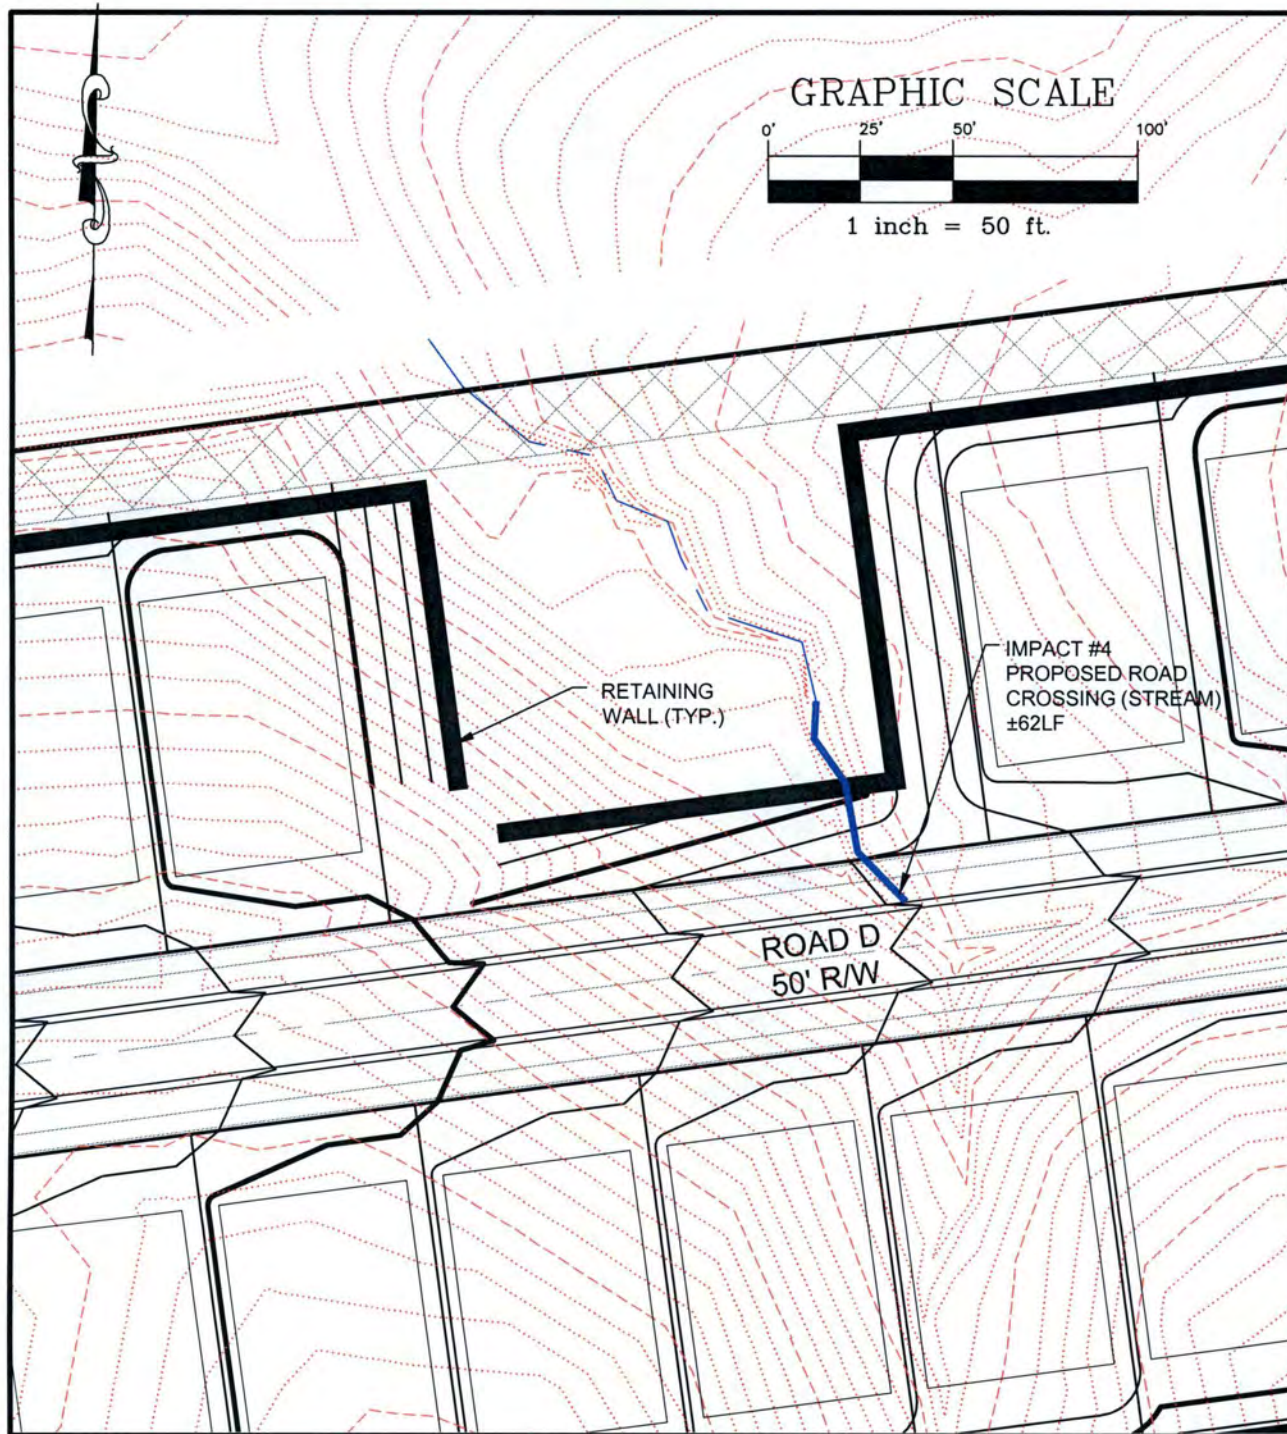 GRAPHIC SCALE
0' 25' 50' 100'
1 inch = 50 ft.
IMPACT #4
PROPOSED ROAD
CROSSING (STREAM)
±62LF
RETAINING
WALL (TYP.)
ROAD D
50' R/W